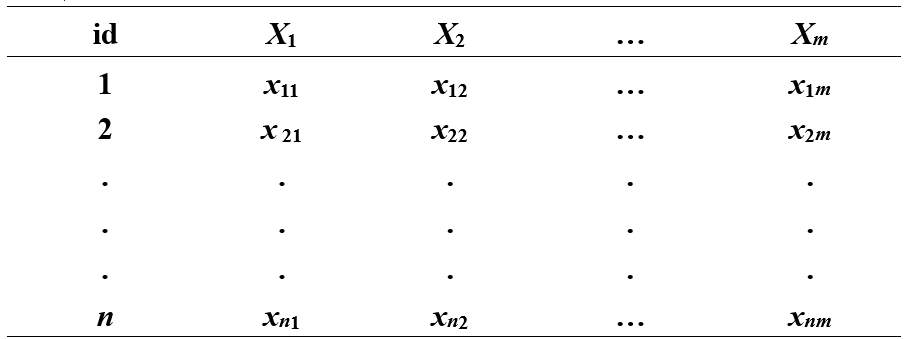 id X₁ X₂ … Xₘ
1 x₁₁ x₁₂ … x₁ₘ
2 x₂₁ x₂₂ … x₂ₘ
. . . . .
. . . . .
. . . . .
n xₙ₁ xₙ₂ … xₙₘ